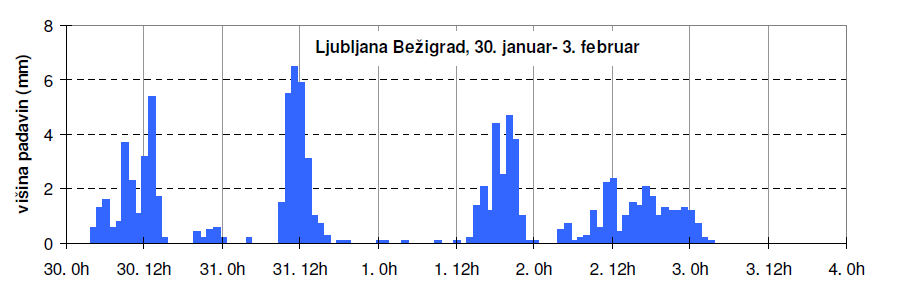 Ljubljana Bežigrad, 30. januar- 3. februar
višina padavin (mm)
8
6
4
2
0
30. 0h 30. 12h 31. 0h 31. 12h 1. 0h 1. 12h 2. 0h 2. 12h 3. 0h 3. 12h 4. 0h